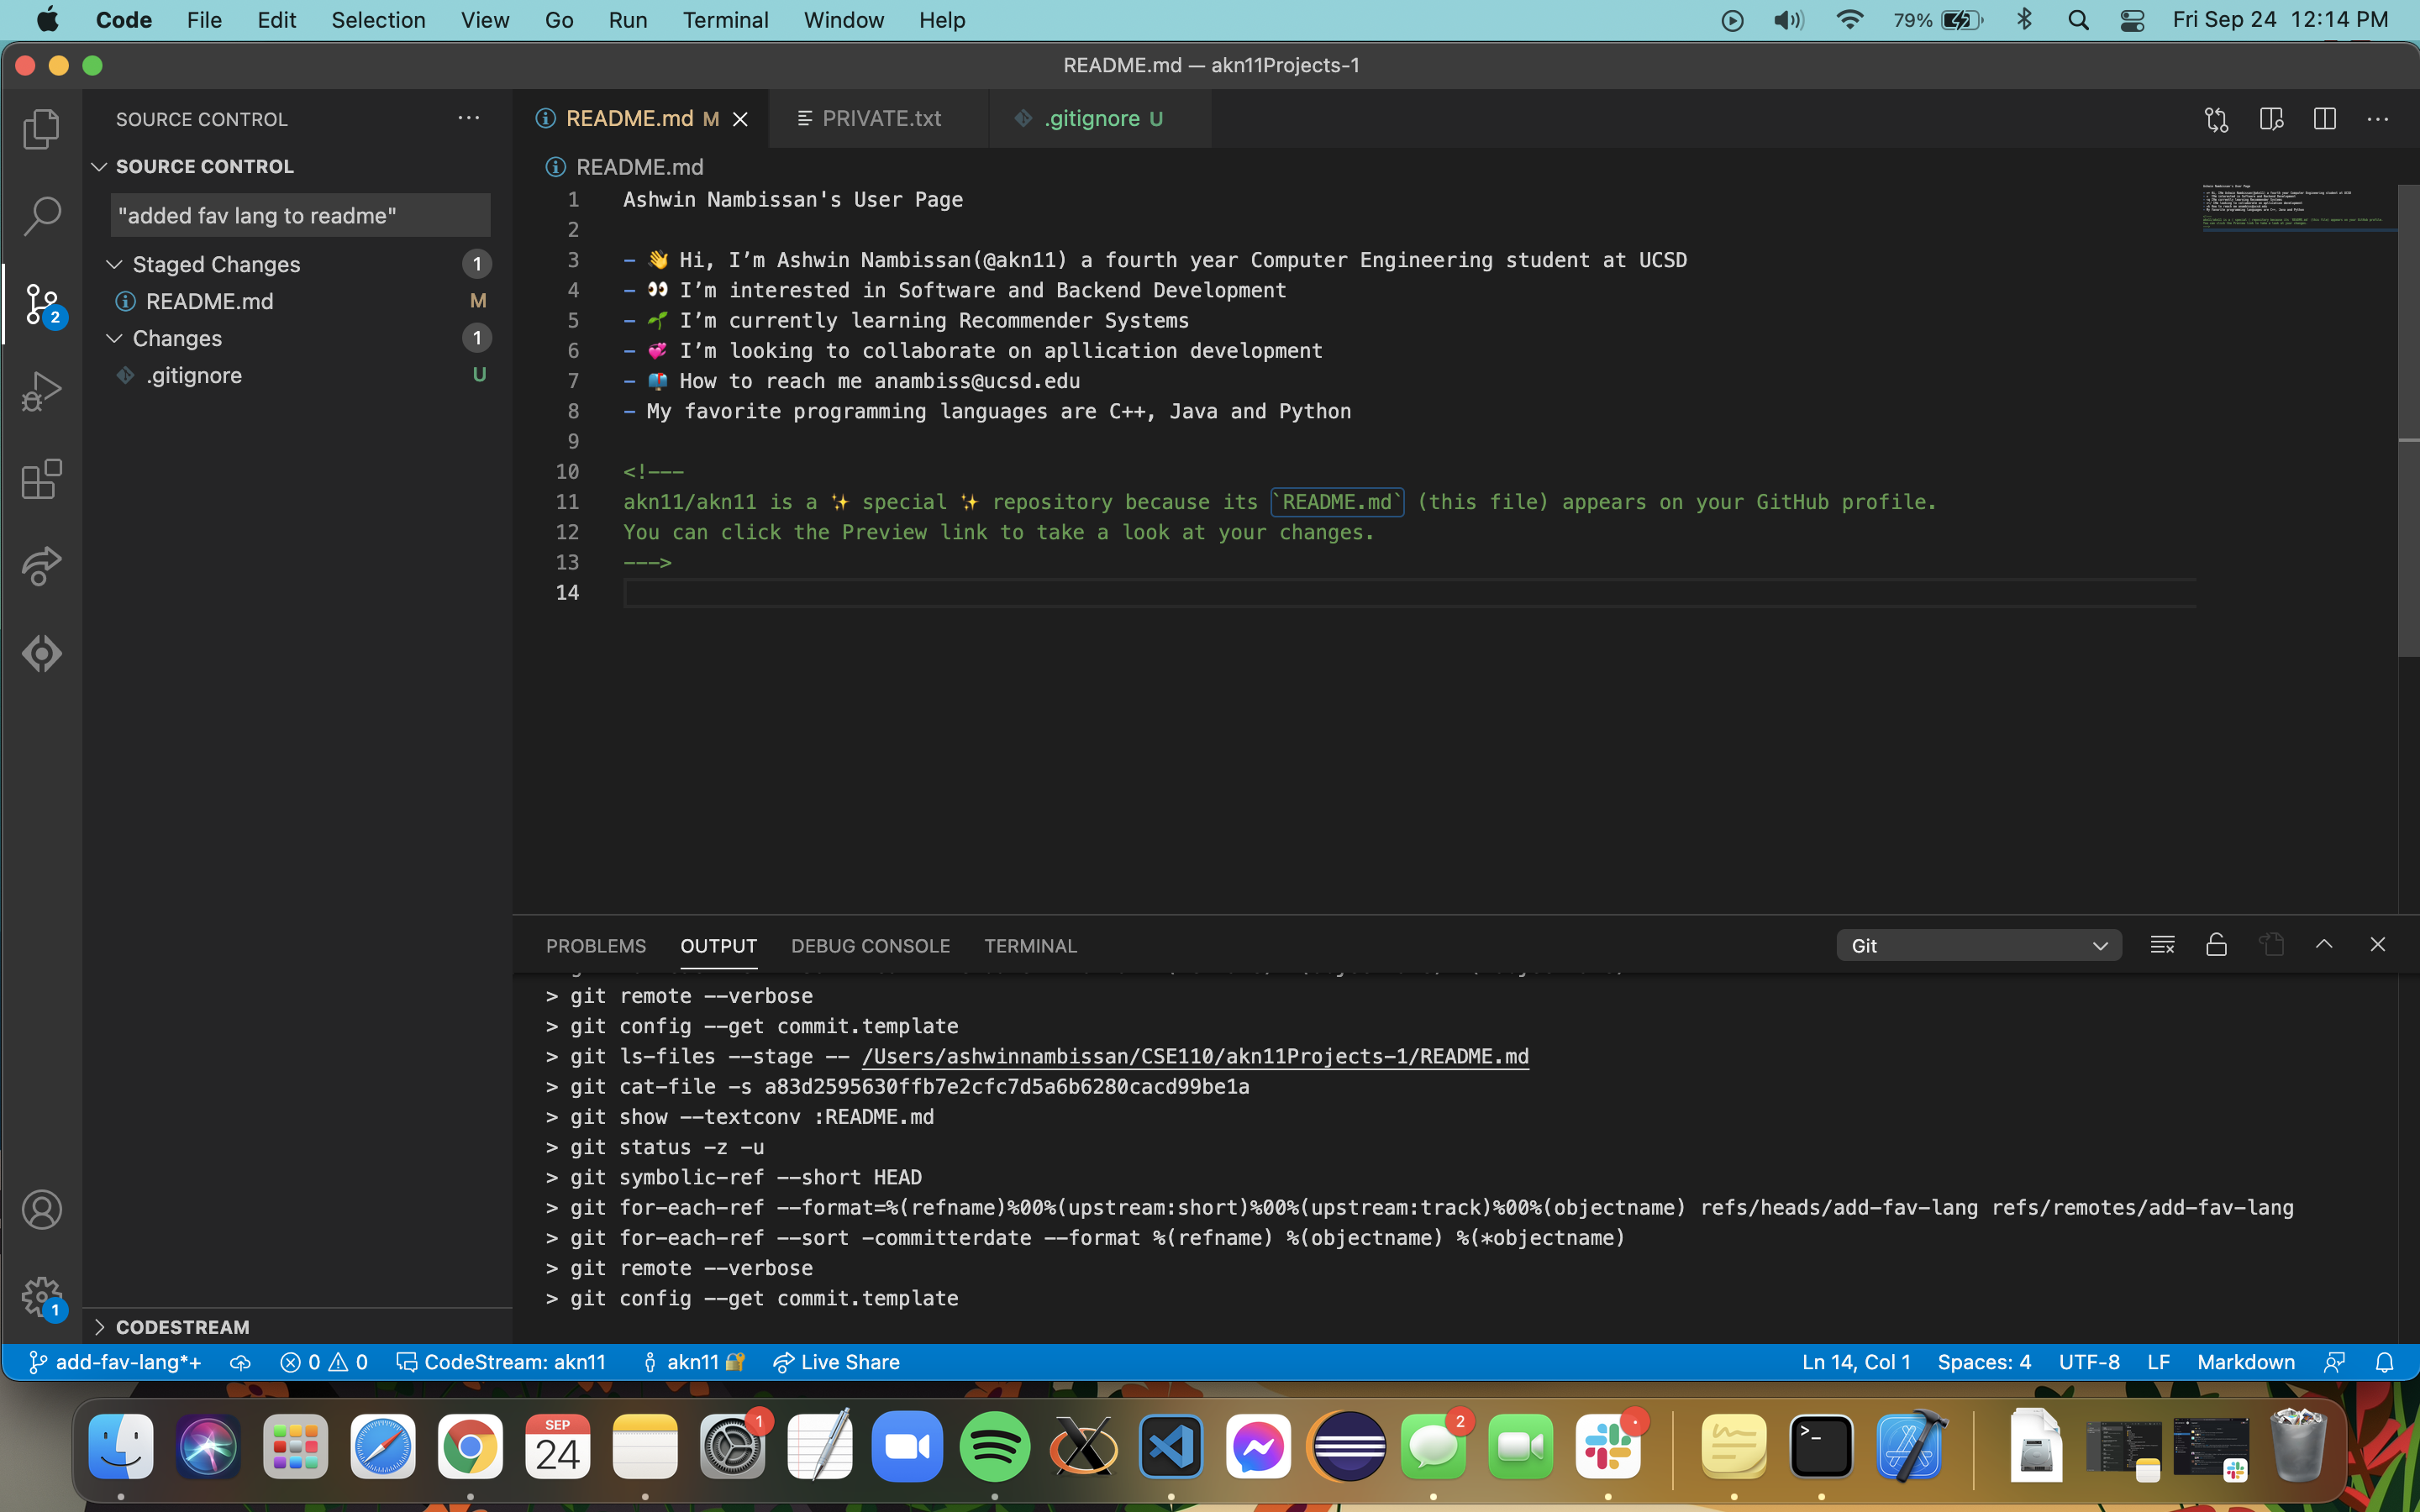 Code File Edit Selection View Go Run Terminal Window Help 79% Fri Sep 24 12:14 PM
README.md — akn11Projects-1
SOURCE CONTROL
SOURCE CONTROL
"added fav lang to readme"
Staged Changes 1
README.md M
Changes 1
.gitignore U
2
1
CODESTREAM
README.md M PRIVATE.txt .gitignore U
README.md
1 Ashwin Nambissan's User Page
2
3 - 👋 Hi, I’m Ashwin Nambissan(@akn11) a fourth year Computer Engineering student at UCSD
4 - 👀 I’m interested in Software and Backend Development
5 - 🌱 I’m currently learning Recommender Systems
6 - 💞️ I’m looking to collaborate on apllication development
7 - 📫 How to reach me anambiss@ucsd.edu
8 - My favorite programming languages are C++, Java and Python
9
10 <!---
11 akn11/akn11 is a ✨ special ✨ repository because its `README.md` (this file) appears on your GitHub profile.
12 You can click the Preview link to take a look at your changes.
13 --->
14
PROBLEMS OUTPUT DEBUG CONSOLE TERMINAL Git
> git remote --verbose
> git config --get commit.template
> git ls-files --stage -- /Users/ashwinnambissan/CSE110/akn11Projects-1/README.md
> git cat-file -s a83d2595630ffb7e2cfc7d5a6b6280cacd99be1a
> git show --textconv :README.md
> git status -z -u
> git symbolic-ref --short HEAD
> git for-each-ref --format=%(refname)%00%(upstream:short)%00%(upstream:track)%00%(objectname) refs/heads/add-fav-lang refs/remotes/add-fav-lang
> git for-each-ref --sort -committerdate --format %(refname) %(objectname) %(*objectname)
> git remote --verbose
> git config --get commit.template
add-fav-lang*+ 0 0 CodeStream: akn11 akn11 🔐 Live Share Ln 14, Col 1 Spaces: 4 UTF-8 LF Markdown
SEP
24
1
2